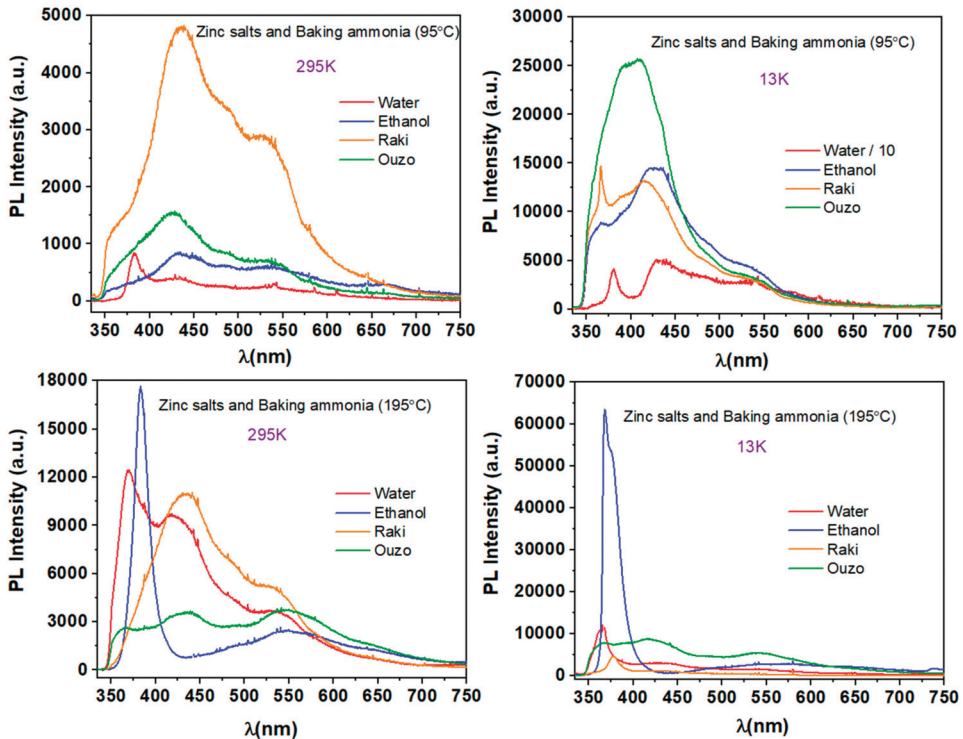 PL Intensity (a.u.)
5000
4000
3000
2000
1000
0
Zinc salts and Baking ammonia (95°C)
295K
Water
Ethanol
Raki
Ouzo
350 400 450 500 550 600 650 700 750
λ(nm)
PL Intensity (a.u.)
30000
25000
20000
15000
10000
5000
0
Zinc salts and Baking ammonia (95°C)
13K
Water / 10
Ethanol
Raki
Ouzo
350 400 450 500 550 600 650 700 750
λ(nm)
PL Intensity (a.u.)
18000
15000
12000
9000
6000
3000
0
Zinc salts and Baking ammonia (195°C)
295K
Water
Ethanol
Raki
Ouzo
350 400 450 500 550 600 650 700 750
λ(nm)
PL Intensity (a.u.)
70000
60000
50000
40000
30000
20000
10000
0
Zinc salts and Baking ammonia (195°C)
13K
Water
Ethanol
Raki
Ouzo
350 400 450 500 550 600 650 700 750
λ(nm)